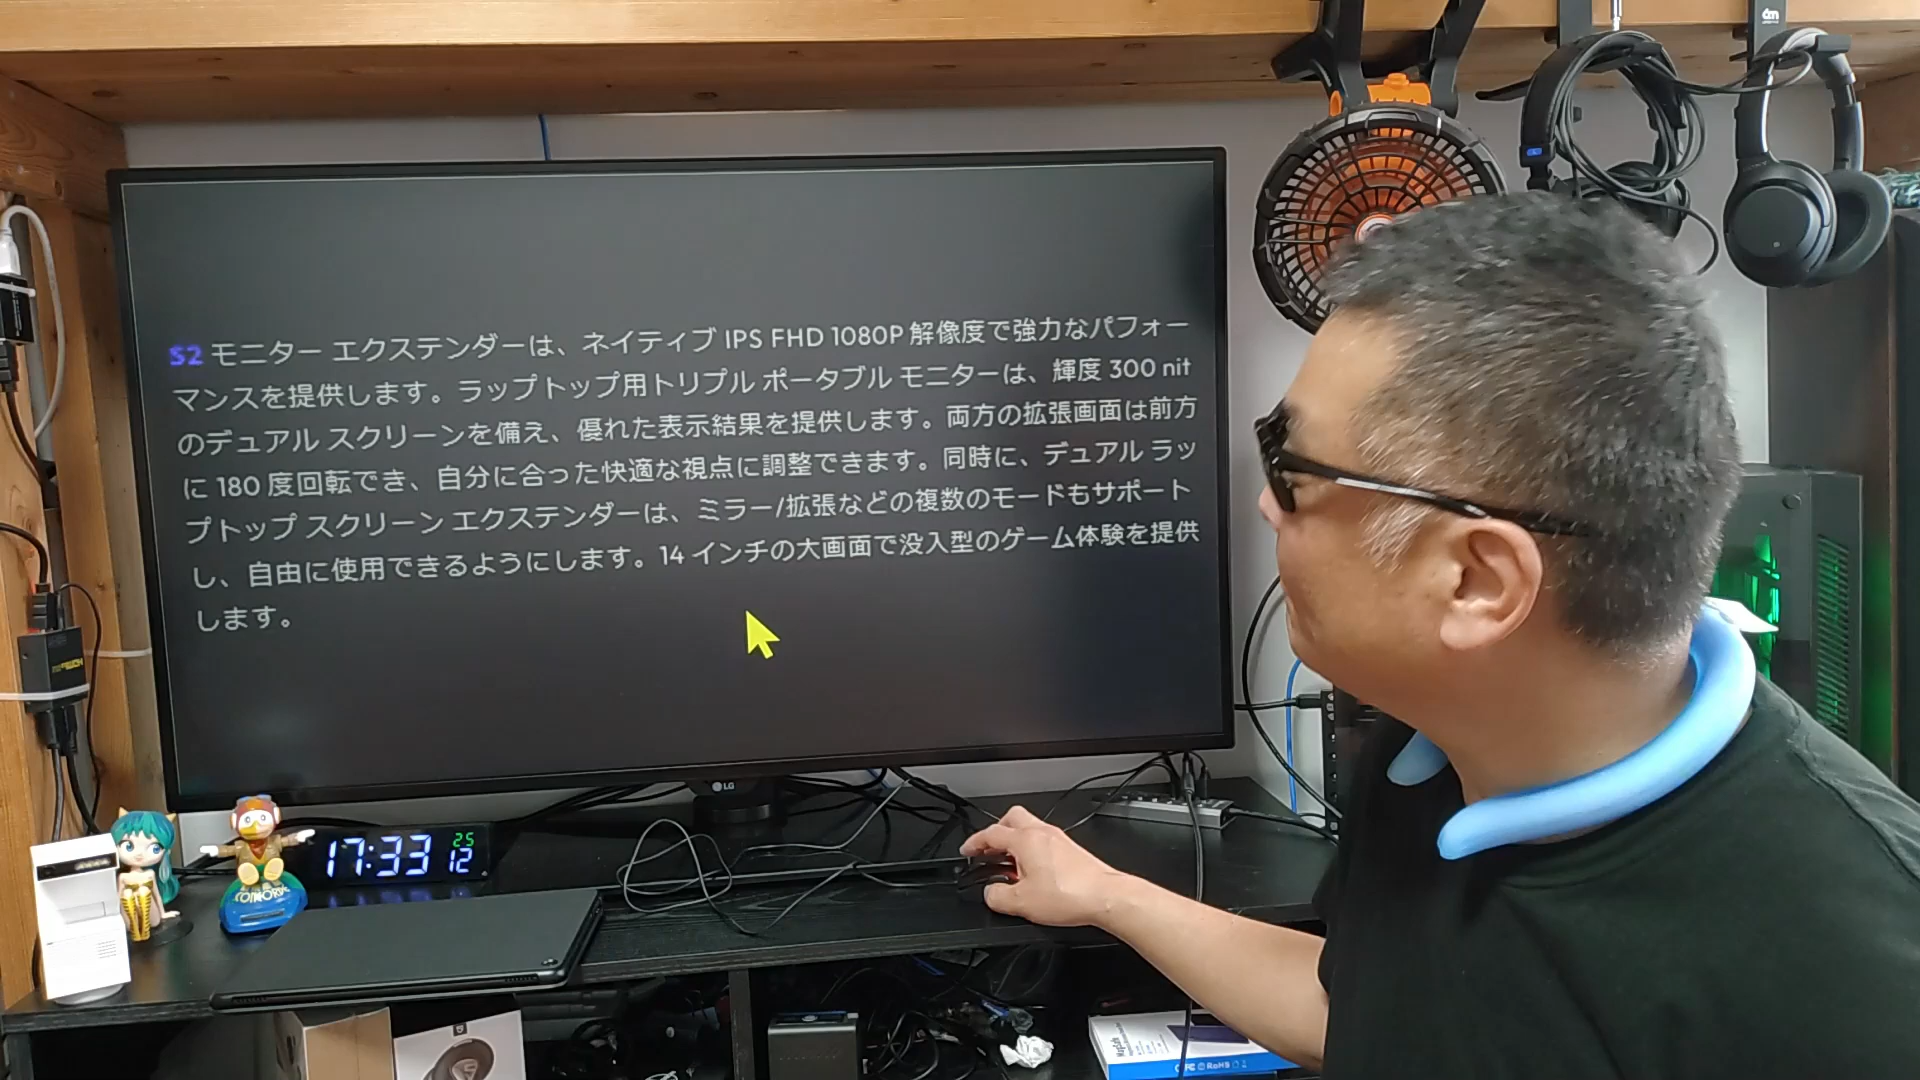 S2 モニター エクステンダーは、ネイティブ IPS FHD 1080P 解像度で強力なパフォー
マンスを提供します。ラップトップ用トリプル ポータブル モニターは、輝度 300 nit
のデュアル スクリーンを備え、優れた表示結果を提供します。両方の拡張画面は前方
に 180 度回転でき、自分に合った快適な視点に調整できます。同時に、デュアル ラッ
プトップ スクリーン エクステンダーは、ミラー/拡張などの複数のモードもサポート
し、自由に使用できるようにします。14 インチの大画面で没入型のゲーム体験を提供
します。
LG
17:33
25
12
RoHS